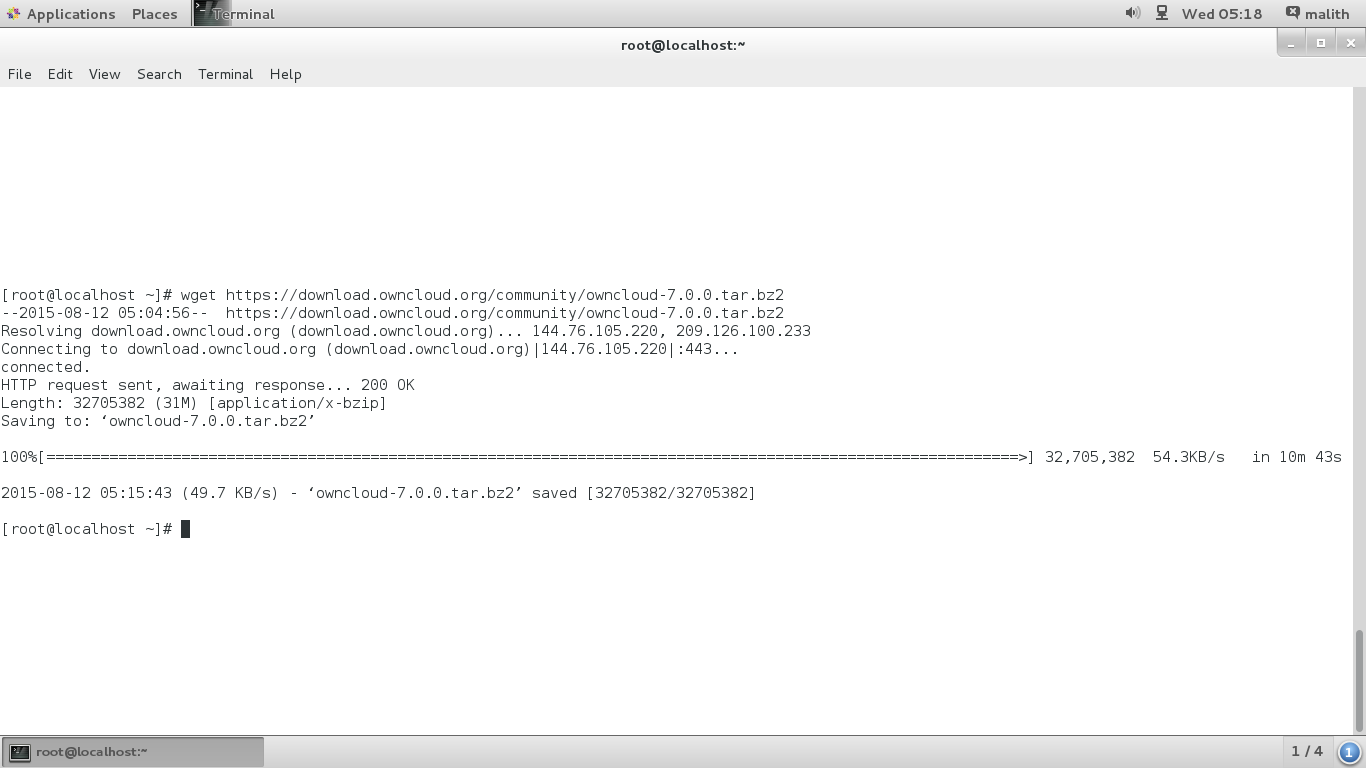 Applications Places Terminal Wed 05:18 malith
root@localhost:~
File Edit View Search Terminal Help
[root@localhost ~]# wget https://download.owncloud.org/community/owncloud-7.0.0.tar.bz2
--2015-08-12 05:04:56--  https://download.owncloud.org/community/owncloud-7.0.0.tar.bz2
Resolving download.owncloud.org (download.owncloud.org)... 144.76.105.220, 209.126.100.233
Connecting to download.owncloud.org (download.owncloud.org)|144.76.105.220|:443...
connected.
HTTP request sent, awaiting response... 200 OK
Length: 32705382 (31M) [application/x-bzip]
Saving to: ‘owncloud-7.0.0.tar.bz2’
100%[============================================================================================================>] 32,705,382  54.3KB/s   in 10m 43s
2015-08-12 05:15:43 (49.7 KB/s) - ‘owncloud-7.0.0.tar.bz2’ saved [32705382/32705382]
[root@localhost ~]#
root@localhost:~ 1 / 4 1